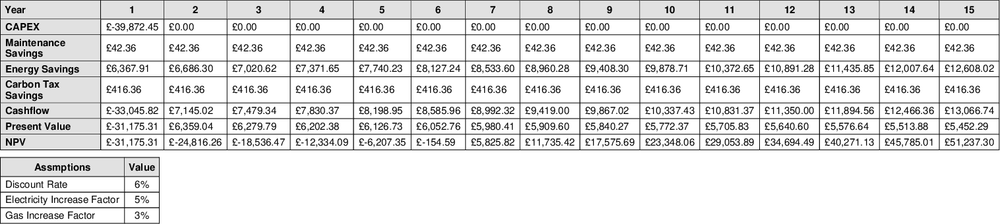 Year 1 2 3 4 5 6 7 8 9 10 11 12 13 14 15
CAPEX £-39,872.45 £0.00 £0.00 £0.00 £0.00 £0.00 £0.00 £0.00 £0.00 £0.00 £0.00 £0.00 £0.00 £0.00 £0.00
Maintenance
Savings £42.36 £42.36 £42.36 £42.36 £42.36 £42.36 £42.36 £42.36 £42.36 £42.36 £42.36 £42.36 £42.36 £42.36 £42.36
Energy Savings £6,367.91 £6,686.30 £7,020.62 £7,371.65 £7,740.23 £8,127.24 £8,533.60 £8,960.28 £9,408.30 £9,878.71 £10,372.65 £10,891.28 £11,435.85 £12,007.64 £12,608.02
Carbon Tax
Savings £416.36 £416.36 £416.36 £416.36 £416.36 £416.36 £416.36 £416.36 £416.36 £416.36 £416.36 £416.36 £416.36 £416.36 £416.36
Cashflow £-33,045.82 £7,145.02 £7,479.34 £7,830.37 £8,198.95 £8,585.96 £8,992.32 £9,419.00 £9,867.02 £10,337.43 £10,831.37 £11,350.00 £11,894.56 £12,466.36 £13,066.74
Present Value £-31,175.31 £6,359.04 £6,279.79 £6,202.38 £6,126.73 £6,052.76 £5,980.41 £5,909.60 £5,840.27 £5,772.37 £5,705.83 £5,640.60 £5,576.64 £5,513.88 £5,452.29
NPV £-31,175.31 £-24,816.26 £-18,536.47 £-12,334.09 £-6,207.35 £-154.59 £5,825.82 £11,735.42 £17,575.69 £23,348.06 £29,053.89 £34,694.49 £40,271.13 £45,785.01 £51,237.30
Assmptions Value
Discount Rate 6%
Electricity Increase Factor 5%
Gas Increase Factor 3%